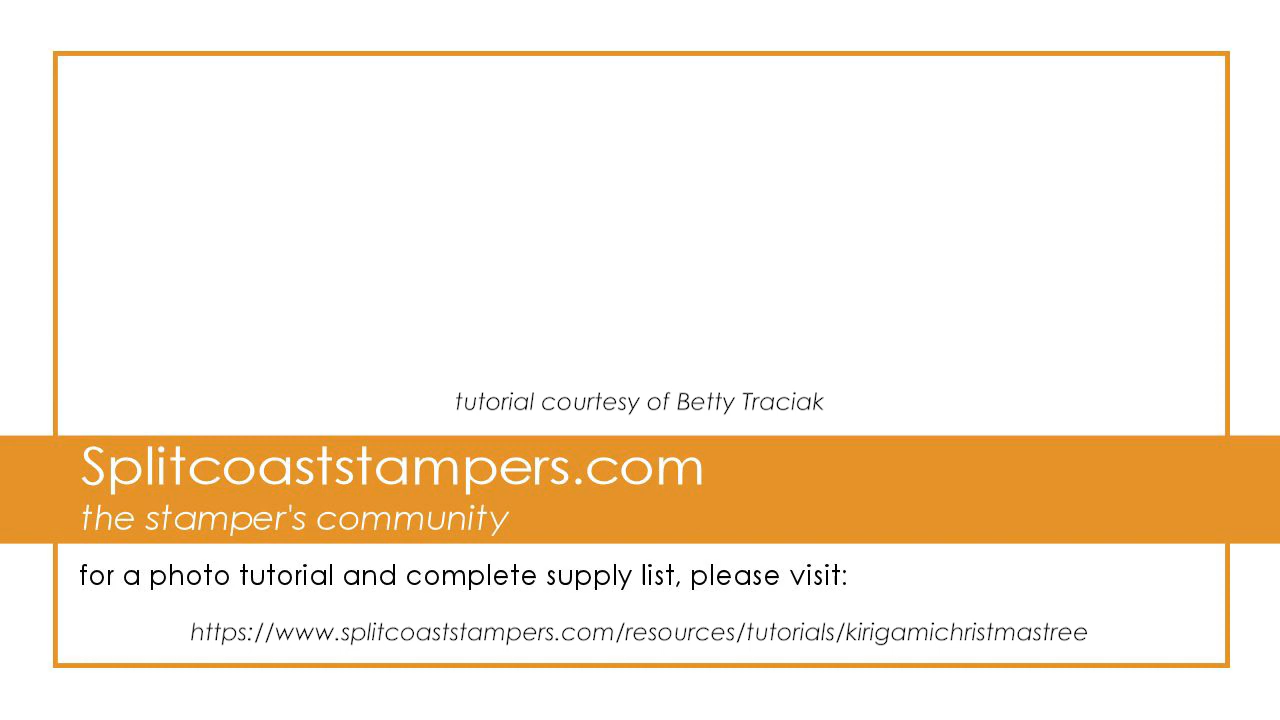 tutorial courtesy of Betty Traciak
Splitcoaststampers.com
the stamper's community
for a photo tutorial and complete supply list, please visit:
https://www.splitcoaststampers.com/resources/tutorials/kirigamichristmastree